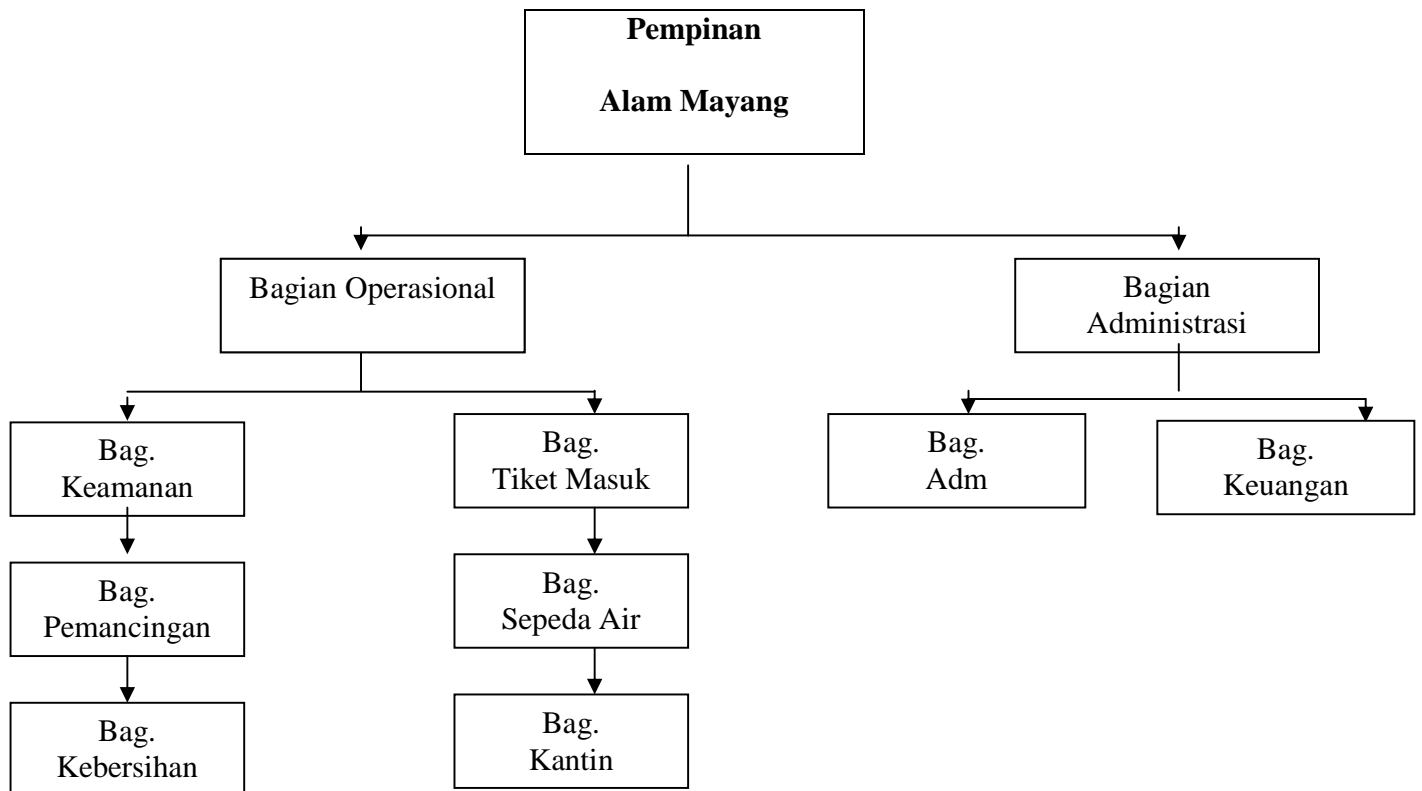 Pempinan
Alam Mayang
Bagian Operasional
Bagian
Administrasi
Bag.
Keamanan
Bag.
Tiket Masuk
Bag.
Adm
Bag.
Keuangan
Bag.
Pemancingan
Bag.
Sepeda Air
Bag.
Kebersihan
Bag.
Kantin